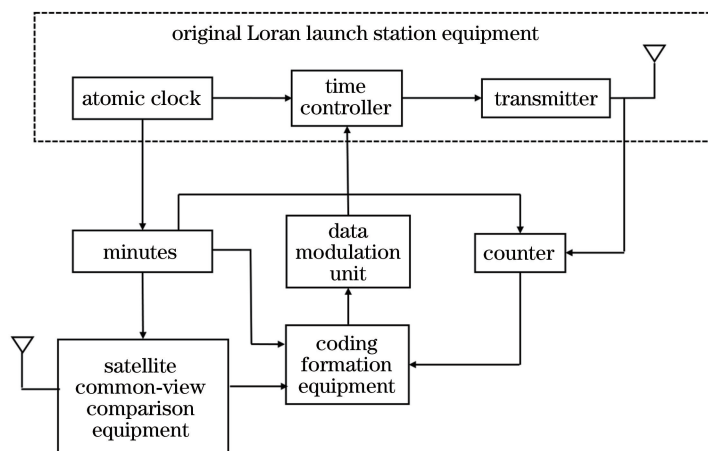 original Loran launch station equipment
atomic clock
time
controller
transmitter
minutes
data
modulation
unit
counter
satellite
common-view
comparison
equipment
coding
formation
equipment